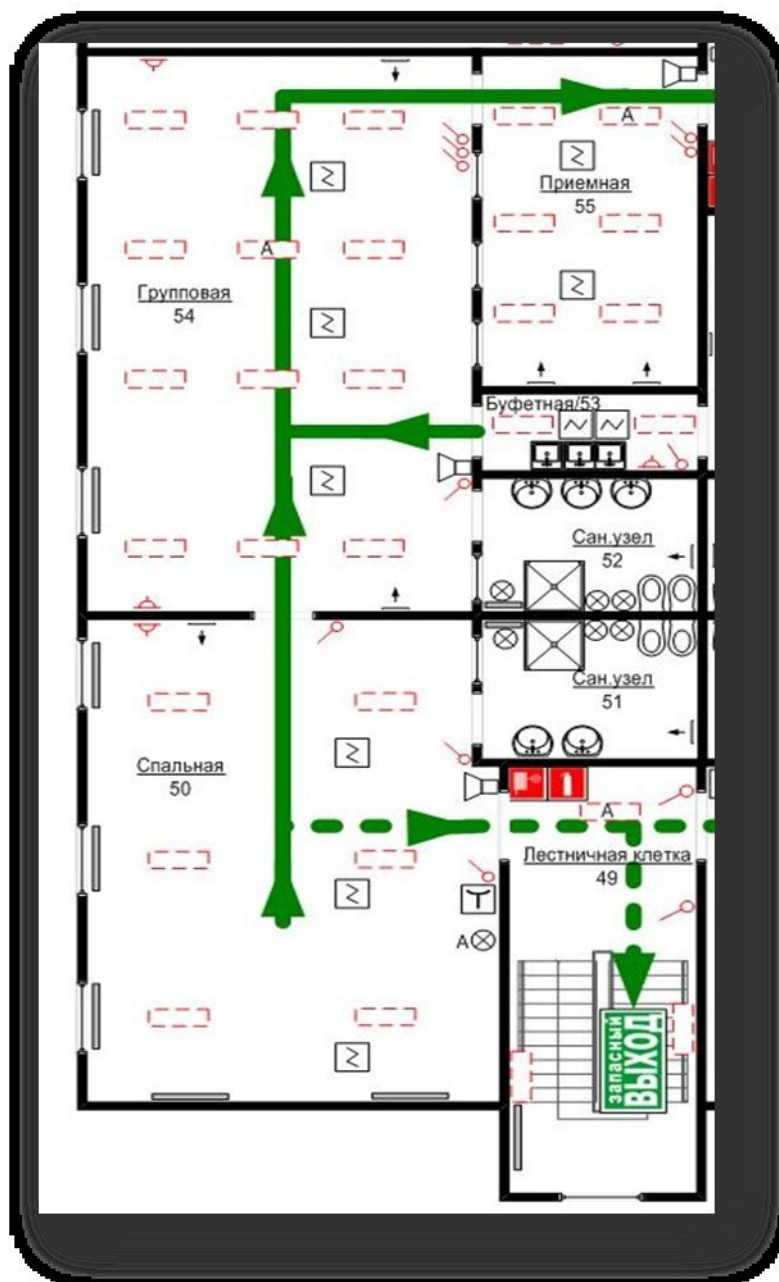 А
Приемная
55
А
Групповая
54
Буфетная/53
Сан.узел
52
Сан.узел
51
Спальная
50
А
Лестничная клетка
49
А
запасный
ВЫХОД